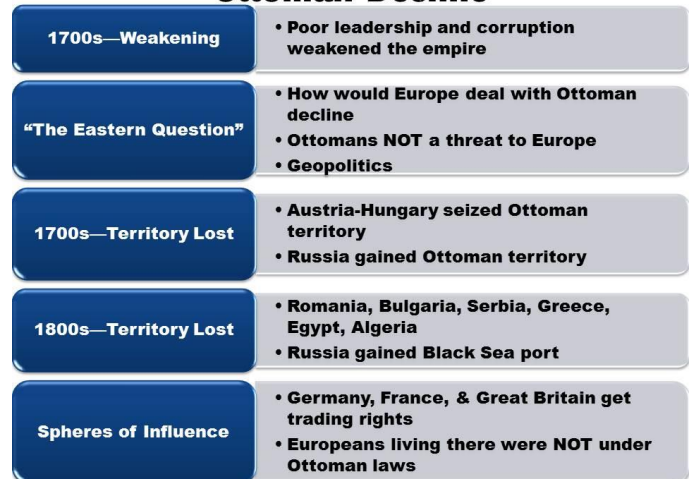 Ottoman Decline
1700s—Weakening
• Poor leadership and corruption
weakened the empire
“The Eastern Question”
• How would Europe deal with Ottoman
decline
• Ottomans NOT a threat to Europe
• Geopolitics
1700s—Territory Lost
• Austria-Hungary seized Ottoman
territory
• Russia gained Ottoman territory
1800s—Territory Lost
• Romania, Bulgaria, Serbia, Greece,
Egypt, Algeria
• Russia gained Black Sea port
Spheres of Influence
• Germany, France, & Great Britain get
trading rights
• Europeans living there were NOT under
Ottoman laws